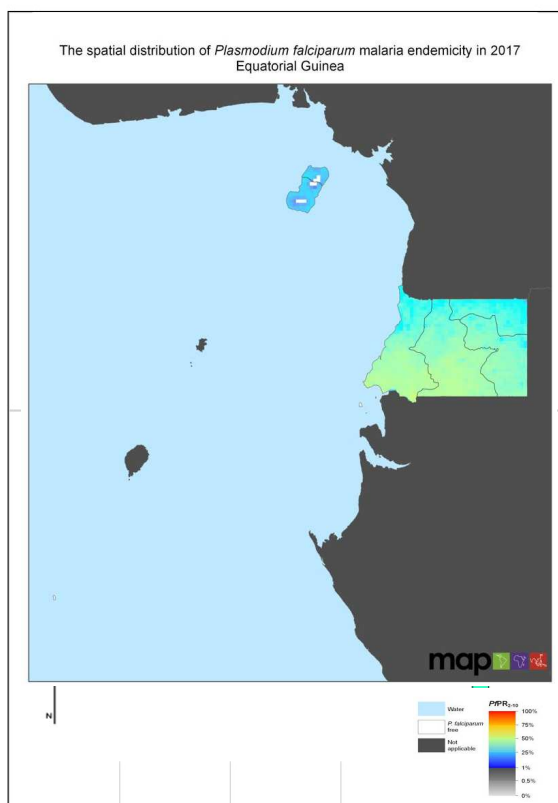 The spatial distribution of Plasmodium falciparum malaria endemicity in 2017
Equatorial Guinea
map
N
Water
P. falciparum
free
Not
applicable
PfPR2-10
100%
75%
50%
25%
1%
0.5%
0%